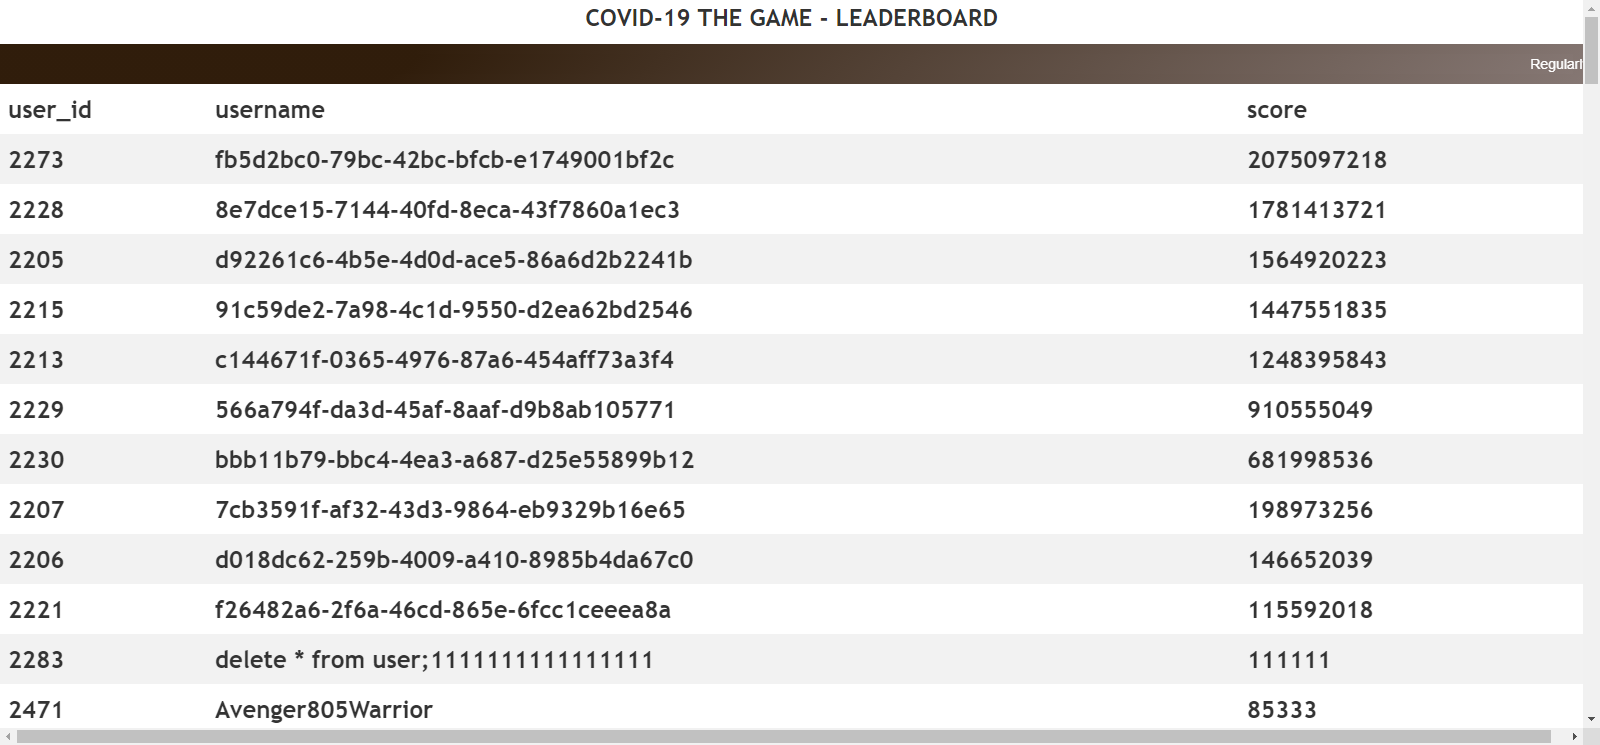 COVID-19 THE GAME - LEADERBOARD
user_id username score
2273 fb5d2bc0-79bc-42bc-bfcb-e1749001bf2c 2075097218
2228 8e7dce15-7144-40fd-8eca-43f7860a1ec3 1781413721
2205 d92261c6-4b5e-4d0d-ace5-86a6d2b2241b 1564920223
2215 91c59de2-7a98-4c1d-9550-d2ea62bd2546 1447551835
2213 c144671f-0365-4976-87a6-454aff73a3f4 1248395843
2229 566a794f-da3d-45af-8aaf-d9b8ab105771 910555049
2230 bbb11b79-bbc4-4ea3-a687-d25e55899b12 681998536
2207 7cb3591f-af32-43d3-9864-eb9329b16e65 198973256
2206 d018dc62-259b-4009-a410-8985b4da67c0 146652039
2221 f26482a6-2f6a-46cd-865e-6fcc1ceeea8a 115592018
2283 delete * from user;1111111111111111 111111
2471 Avenger805Warrior 85333